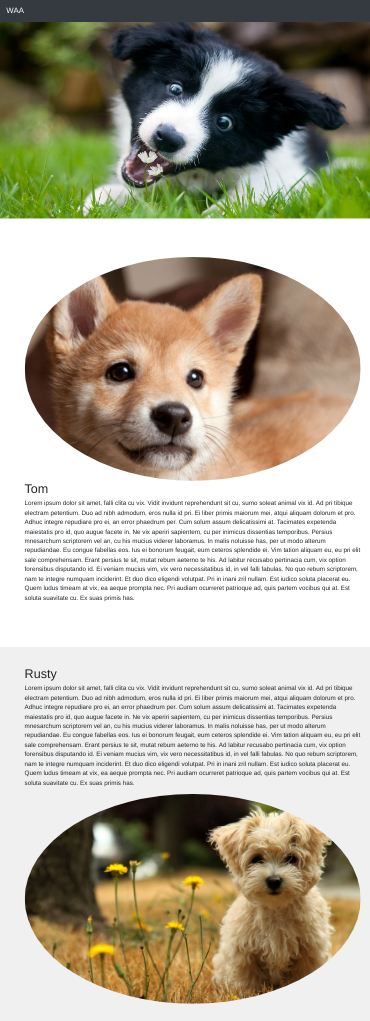 WAA
Tom
Lorem ipsum dolor sit amet, falli clita cu vix. Vidit invidunt reprehendunt sit cu, sumo soleat animal vix id. Ad pri tibique
electram petentium. Duo ad nibh admodum, eros nulla id pri. Ei liber primis maiorum mei, atqui dolorum et pro.
Adhuc integre repudiare pro ei, an error phaedrum per. Cum solum assum delicatissimi at. Tacimates expetenda
maiestatis pro id, quo augue facete in. Ne vix aperiri sapientem, cu per inimicus dissentias temporibus. Persius
mnesarchum scriptorem vel an, cu his mucius viderer laboramus. In malis noluisse has, per ut modo alterum
repudiandae. Eu congue fabellas eos. Ius ei bonorum feugait, eum ceteros splendide ei. Vim tation aliquam eu, eu pri elit
sale comprehensam. Erant persius te sit, mutat rebum aeterno te his. Ad labitur recusabo pertinacia cum, vix option
forensibus disputando id. Ei veniam mucius vim, vix vero necessitatibus id, in vel falli fabulas. No quo rebum scriptorem,
nam te integre numquam inciderint. Et duo dico eligendi volutpat. Pri in inani zril nullam. Est iudico soluta placerat eu.
Quem ludus timeam at vix, ea aeque prompta nec. Pri audiam ocurreret patrioque ad, quis partem vocibus qui at. Est
soluta suavitate cu. Ex suas primis has.
Rusty
Lorem ipsum dolor sit amet, falli clita cu vix. Vidit invidunt reprehendunt sit cu, sumo soleat animal vix id. Ad pri tibique
electram petentium. Duo ad nibh admodum, eros nulla id pri. Ei liber primis maiorum mei, atqui dolorum et pro.
Adhuc integre repudiare pro ei, an error phaedrum per. Cum solum assum delicatissimi at. Tacimates expetenda
maiestatis pro id, quo augue facete in. Ne vix aperiri sapientem, cu per inimicus dissentias temporibus. Persius
mnesarchum scriptorem vel an, cu his mucius viderer laboramus. In malis noluisse has, per ut modo alterum
repudiandae. Eu congue fabellas eos. Ius ei bonorum feugait, eum ceteros splendide ei. Vim tation aliquam eu, eu pri elit
sale comprehensam. Erant persius te sit, mutat rebum aeterno te his. Ad labitur recusabo pertinacia cum, vix option
forensibus disputando id. Ei veniam mucius vim, vix vero necessitatibus id, in vel falli fabulas. No quo rebum scriptorem,
nam te integre numquam inciderint. Et duo dico eligendi volutpat. Pri in inani zril nullam. Est iudico soluta placerat eu.
Quem ludus timeam at vix, ea aeque prompta nec. Pri audiam ocurreret patrioque ad, quis partem vocibus qui at. Est
soluta suavitate cu. Ex suas primis has.